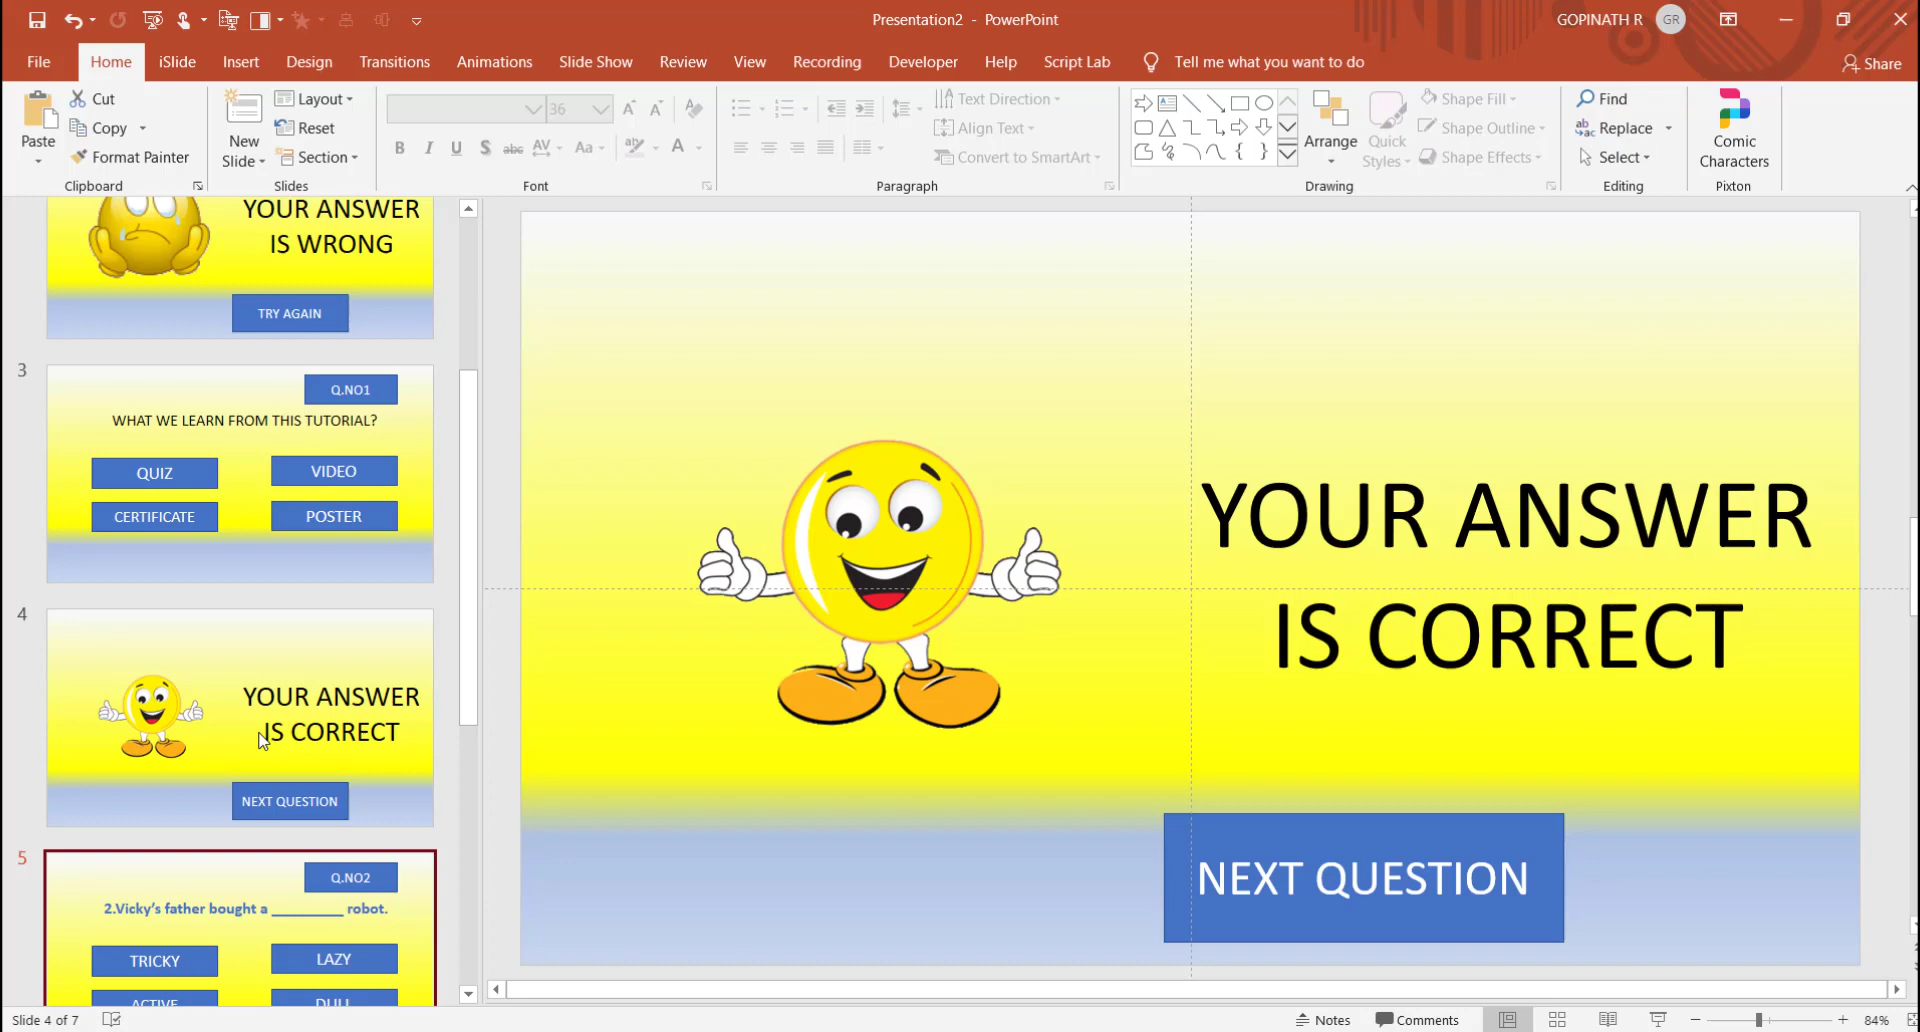 Presentation2 - PowerPoint
GOPINATH R
GR
File
Home
iSlide
Insert
Design
Transitions
Animations
Slide Show
Review
View
Recording
Developer
Help
Script Lab
Tell me what you want to do
Share
Paste
Cut
Copy
Format Painter
Clipboard
New
Slide
Layout
Reset
Section
Slides
36
B I U S abc AV Aa A
Font
Text Direction
Align Text
Convert to SmartArt
Paragraph
Arrange
Quick
Styles
Shape Fill
Shape Outline
Shape Effects
Drawing
Find
Replace
Select
Editing
Comic
Characters
Pixton
YOUR ANSWER
IS WRONG
TRY AGAIN
3
Q.NO1
WHAT WE LEARN FROM THIS TUTORIAL?
QUIZ
VIDEO
CERTIFICATE
POSTER
4
YOUR ANSWER
IS CORRECT
NEXT QUESTION
5
Q.NO2
2.Vicky's father bought a __________ robot.
TRICKY
LAZY
ACTIVE
DULL
YOUR ANSWER
IS CORRECT
NEXT QUESTION
Slide 4 of 7
Notes
Comments
84%